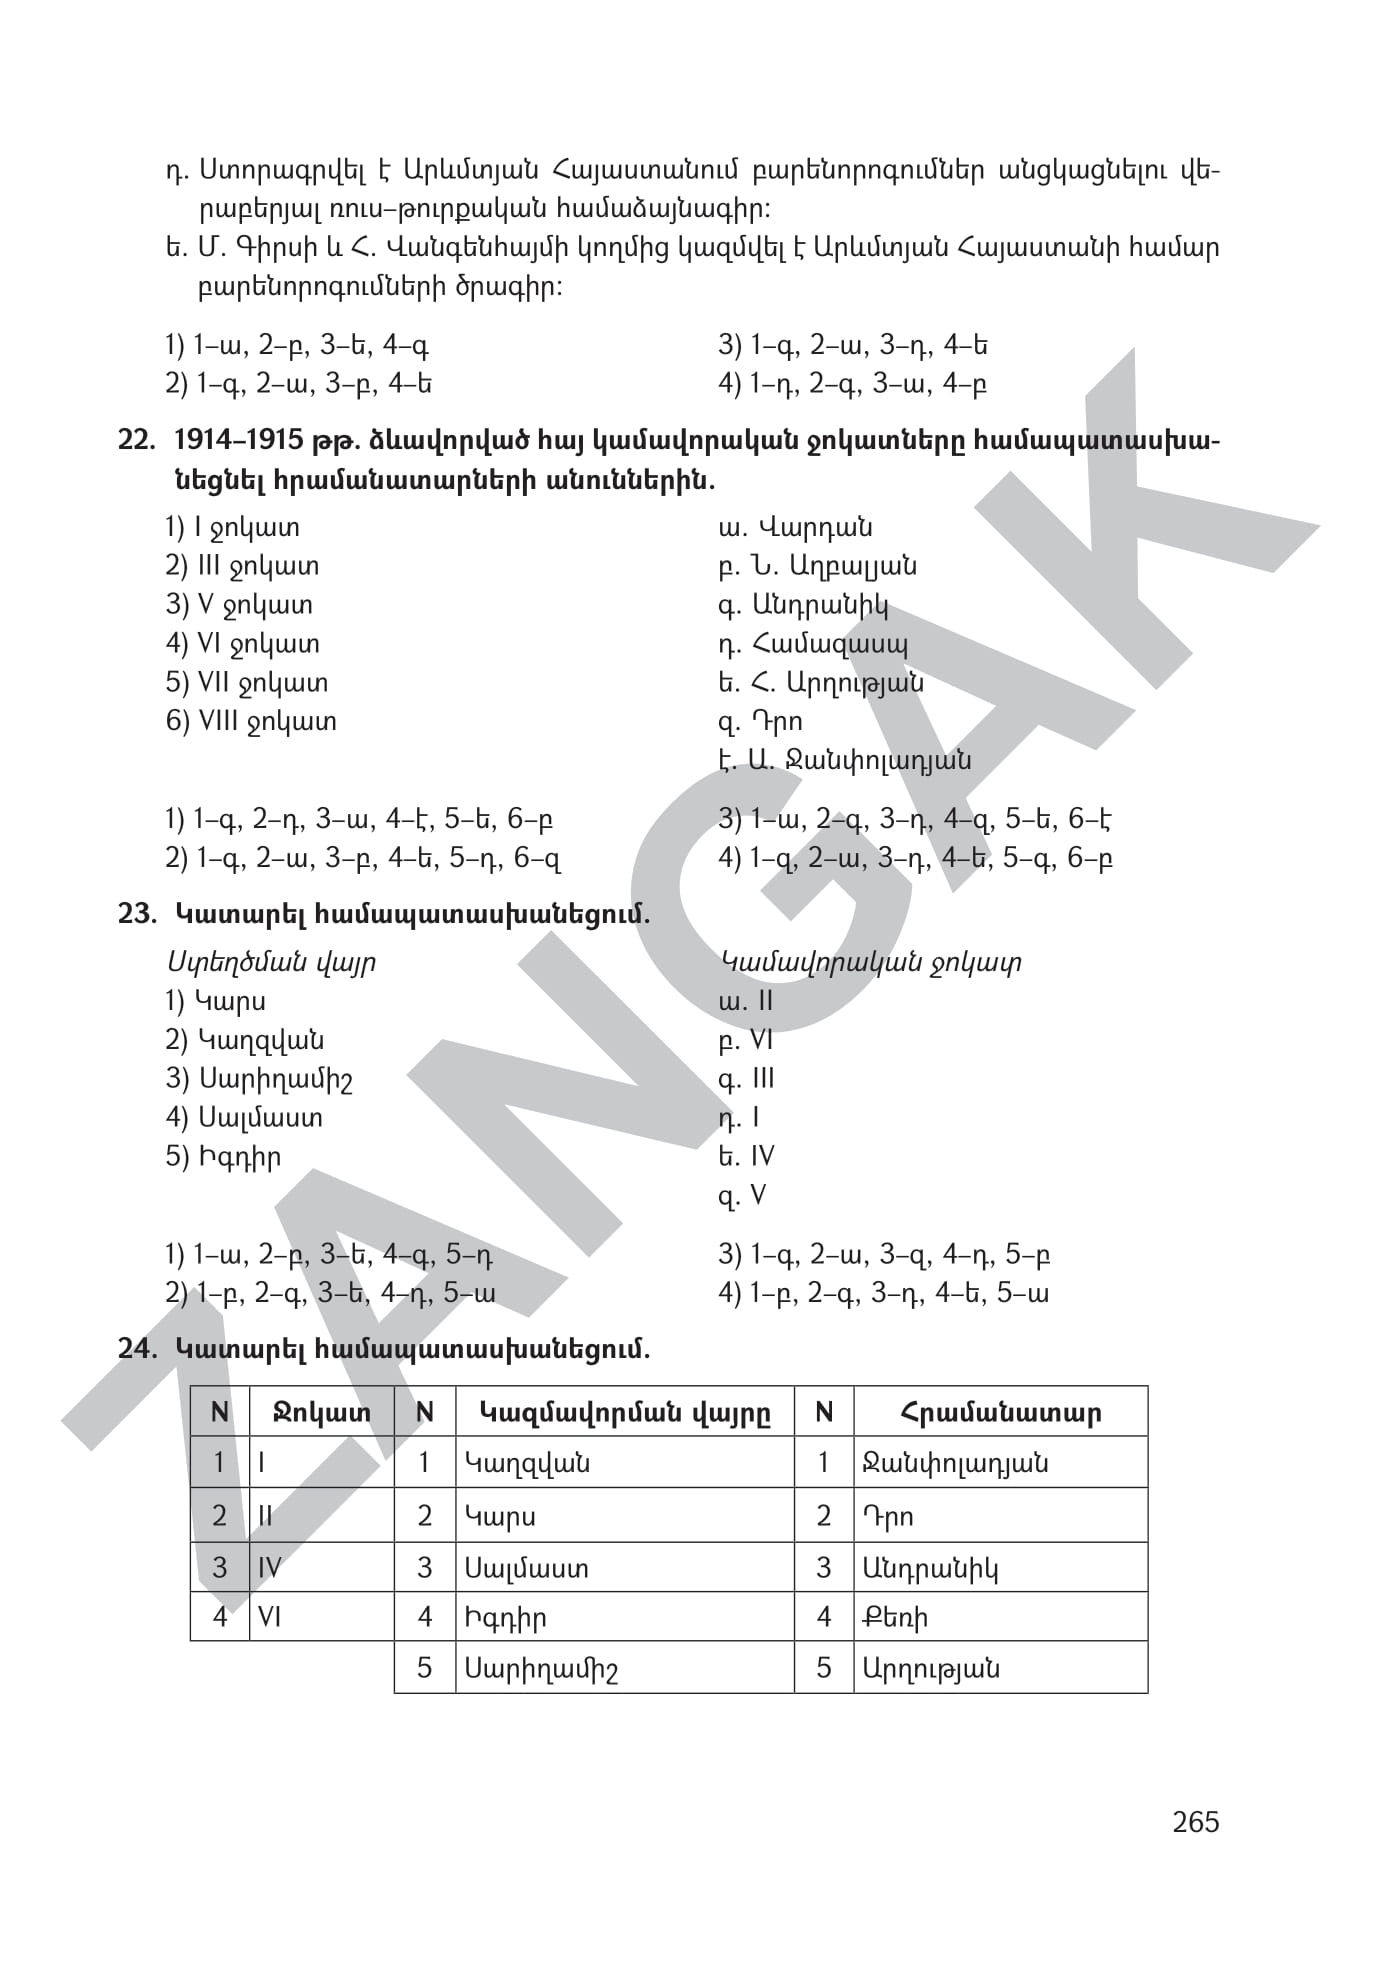 դ. Ստորագրվել է Արևմտյան Հայաստանում բարենորոգումներ անցկացնելու վե-
րաբերյալ ռուս–թուրքական համաձայնագիր:
ե. Մ. Գիրսի և Հ. Վանգենհայմի կողմից կազմվել է Արևմտյան Հայաստանի համար
բարենորոգումների ծրագիր:
1) 1–ա, 2–բ, 3–ե, 4–գ
3) 1–գ, 2–ա, 3–դ, 4–ե
2) 1–գ, 2–ա, 3–բ, 4–ե
4) 1–դ, 2–գ, 3–ա, 4–բ
22. 1914–1915 թթ. ձևավորված հայ կամավորական ջոկատները համապատասխա-
նեցնել հրամանատարների անուններին.
1) I ջոկատ
ա. Վարդան
2) III ջոկատ
բ. Ն. Աղբալյան
3) V ջոկատ
գ. Անդրանիկ
4) VI ջոկատ
դ. Համազասպ
5) VII ջոկատ
ե. Հ. Արղության
6) VIII ջոկատ
զ. Դրո
է. Ա. Ջանփոլադյան
1) 1–գ, 2–դ, 3–ա, 4–է, 5–ե, 6–բ
3) 1–ա, 2–գ, 3–դ, 4–զ, 5–ե, 6–է
2) 1–գ, 2–ա, 3–բ, 4–ե, 5–դ, 6–զ
4) 1–զ, 2–ա, 3–դ, 4–ե, 5–գ, 6–բ
23. Կատարել համապատասխանեցում.
Ստեղծման վայր
Կամավորական ջոկատ
1) Կարս
ա. II
2) Կաղզվան
բ. VI
3) Սարիղամիշ
գ. III
4) Սալմաստ
դ. I
5) Իգդիր
ե. IV
զ. V
1) 1–ա, 2–բ, 3–ե, 4–գ, 5–դ
3) 1–գ, 2–ա, 3–զ, 4–դ, 5–բ
2) 1–բ, 2–գ, 3–ե, 4–դ, 5–ա
4) 1–բ, 2–գ, 3–դ, 4–ե, 5–ա
24. Կատարել համապատասխանեցում.
N Ջոկատ N Կազմավորման վայրը N Հրամանատար
1 I 1 Կաղզվան 1 Ջանփոլադյան
2 II 2 Կարս 2 Դրո
3 IV 3 Սալմաստ 3 Անդրանիկ
4 VI 4 Իգդիր 4 Քեռի
5 Սարիղամիշ 5 Արղության
265
ZANGAK